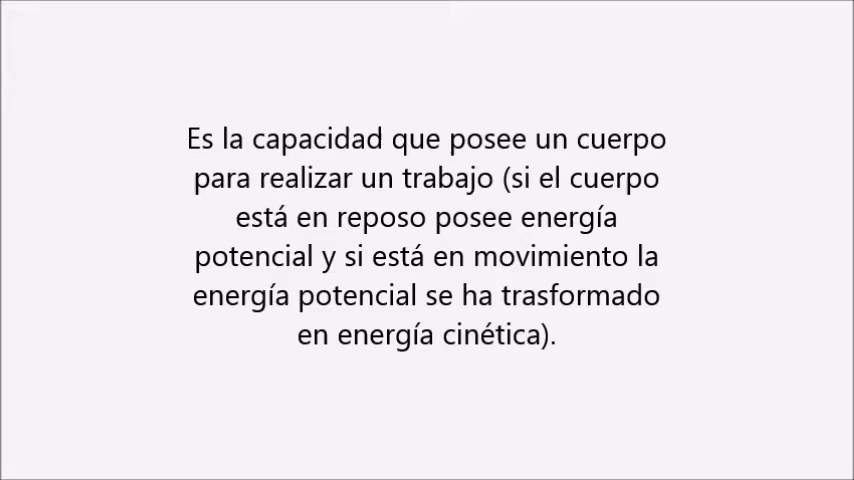 Es la capacidad que posee un cuerpo
para realizar un trabajo (si el cuerpo
está en reposo posee energía
potencial y si está en movimiento la
energía potencial se ha trasformado
en energía cinética).